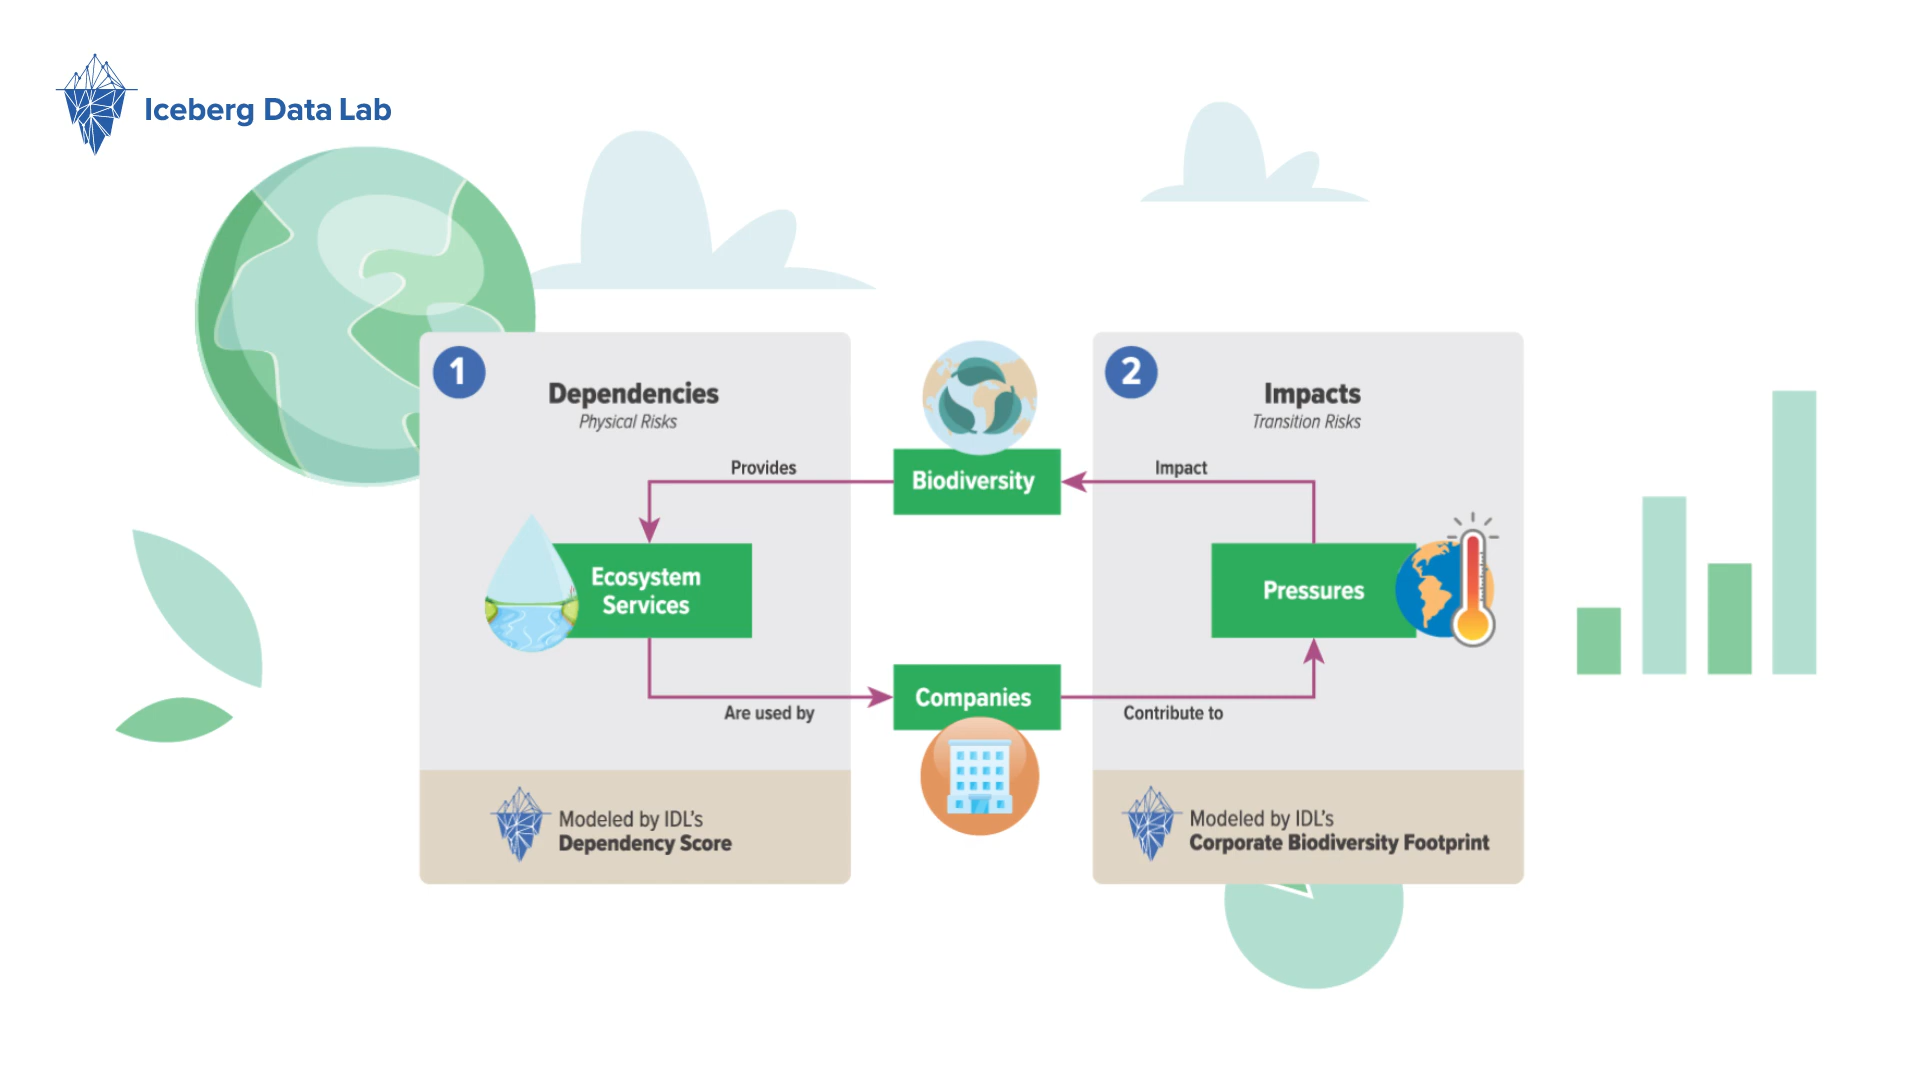 Iceberg Data Lab
1
Dependencies
Physical Risks
Provides
Ecosystem
Services
Are used by
Modeled by IDL's
Dependency Score
Biodiversity
Companies
2
Impacts
Transition Risks
Impact
Pressures
Contribute to
Modeled by IDL's
Corporate Biodiversity Footprint